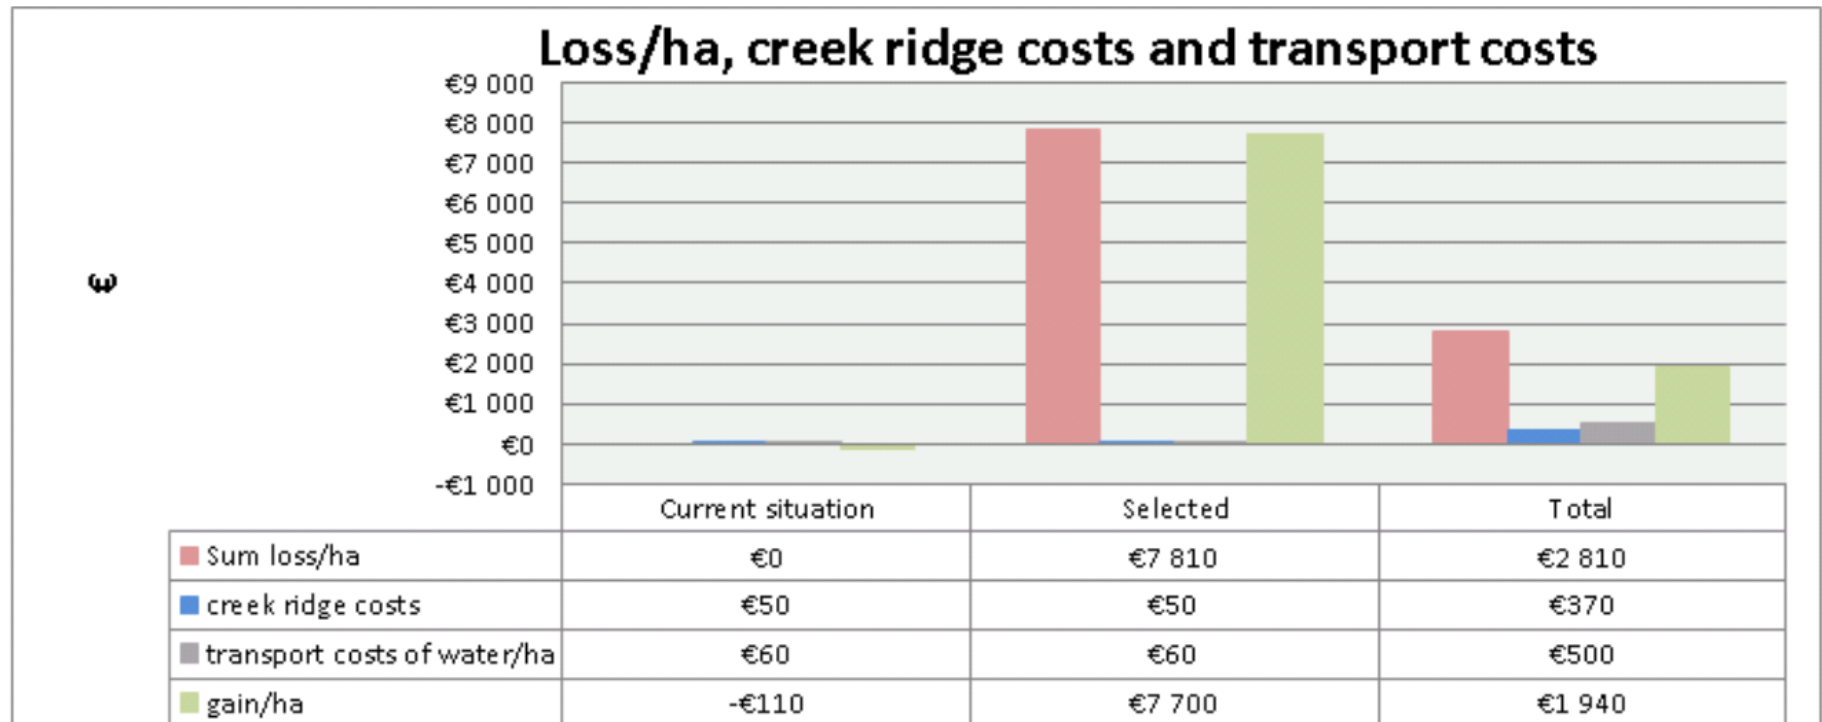 Loss/ha, creek ridge costs and transport costs
€9 000
€8 000
€7 000
€6 000
€5 000
€4 000
€3 000
€2 000
€1 000
€0
-€1 000
€
Current situation Selected Total
Sum loss/ha €0 €7 810 €2 810
creek ridge costs €50 €50 €370
transport costs of water/ha €60 €60 €500
gain/ha -€110 €7 700 €1 940